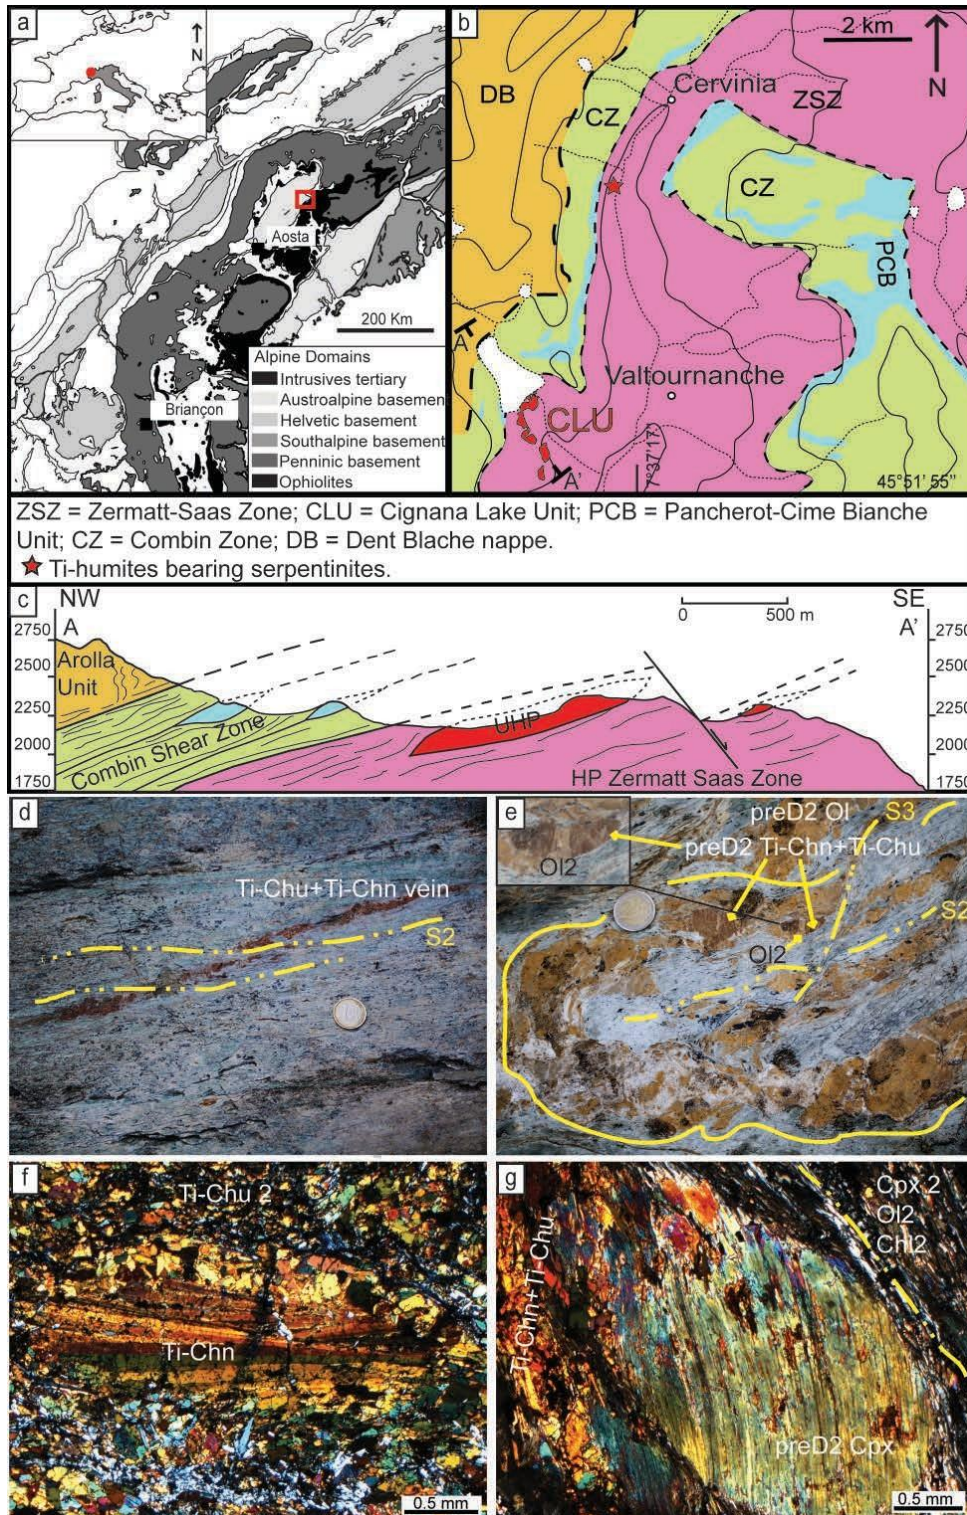 a
N
Aosta
200 Km
Alpine Domains
Intrusives tertiary
Austroalpine basemen
Helvetic basement
Southalpine basement
Penninic basement
Ophiolites
Briançon
b
2 km
N
DB
CZ
Cervinia
ZSZ
CZ
PCB
A
Valtournanche
CLU
A'
7°37'17"
45°51' 55"
ZSZ = Zermatt-Saas Zone; CLU = Cignana Lake Unit; PCB = Pancherot-Cime Bianche
Unit; CZ = Combin Zone; DB = Dent Blache nappe.
Ti-humites bearing serpentinites.
c
NW
SE
A
A'
0 500 m
2750
2500
2250
2000
1750
Arolla
Unit
Combin Shear Zone
UHP
HP Zermatt Saas Zone
2750
2500
2250
2000
1750
d
Ti-Chu+Ti-Chn vein
S2
e
preD2 Ol
S3
preD2 Ti-Chn+Ti-Chu
Ol2
S2
Ol2
f
Ti-Chu 2
Ti-Chn
0.5 mm
g
Cpx 2
Ol2
Chl2
Ti-Chn+Ti-Chu
preD2 Cpx
0.5 mm